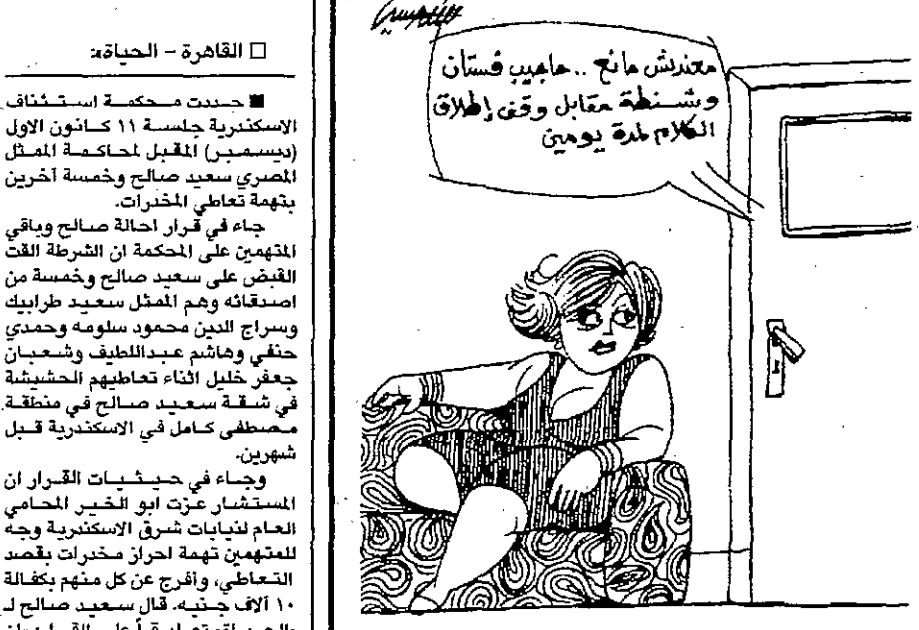 □ القاهرة – الحياة:
■ حددت محكمة استئناف
الاسكندرية جلسة ١١ كانون الاول
(ديسمبر) المقبل لمحاكمة الممثل
المصري سعيد صالح وخمسة آخرين
بتهمة تعاطي المخدرات.
جاء في قرار احالة صالح وباقي
المتهمين على المحكمة ان الشرطة القت
القبض على سعيد صالح وخمسة من
اصدقائه وهم الممثل سعيد طرابيك
وسراج الدين محمود سلومه وحمدي
حنفي وهاشم عبداللطيف وشعبان
جعفر خليل اثناء تعاطيهم الحشيشة
في شقة سعيد صالح في منطقة
مصطفى كامل في الاسكندرية قبل
شهرين.
وجاء في حيثيات القرار ان
المستشار عزت ابو الخير المحامي
العام لنيابات شرق الاسكندرية وجه
للمتهمين تهمة احراز مخدرات بقصد
التعاطي، وأفرج عن كل منهم بكفالة
١٠ آلاف جنيه. قال سعيد صالح لـ
معنديش مانع .. هاجيب فستان
وشنطة مقابل وقف إطلاق
الكلام لمدة يومين